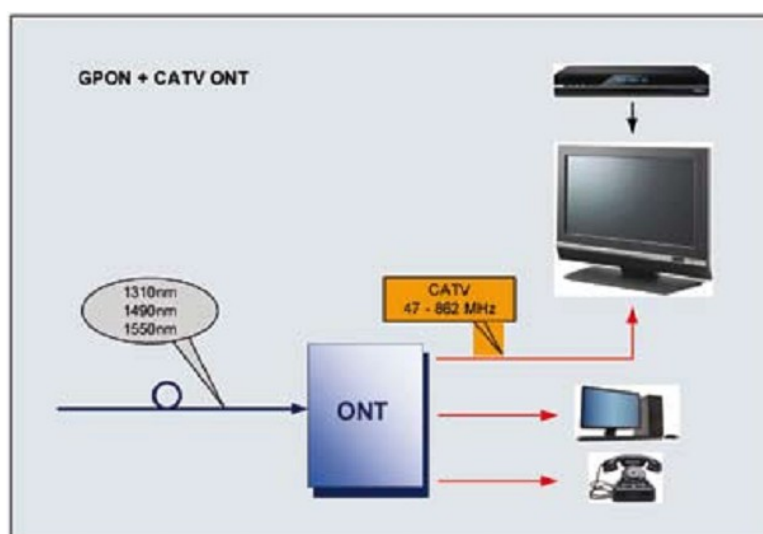 GPON + CATV ONT
1310nm
1490nm
1550nm
CATV
47 - 862 MHz
ONT